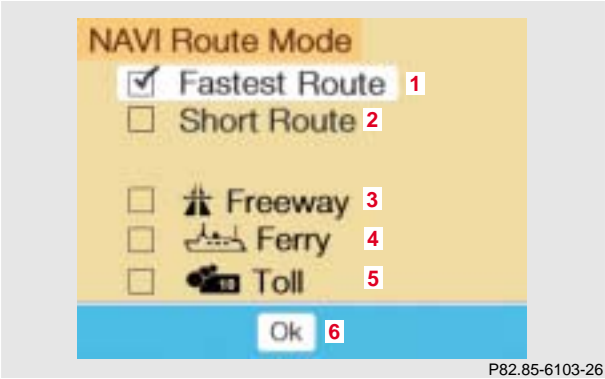 NAVI Route Mode
Fastest Route 1
Short Route 2
Freeway 3
Ferry 4
10 Toll 5
Ok 6
P82.85-6103-26